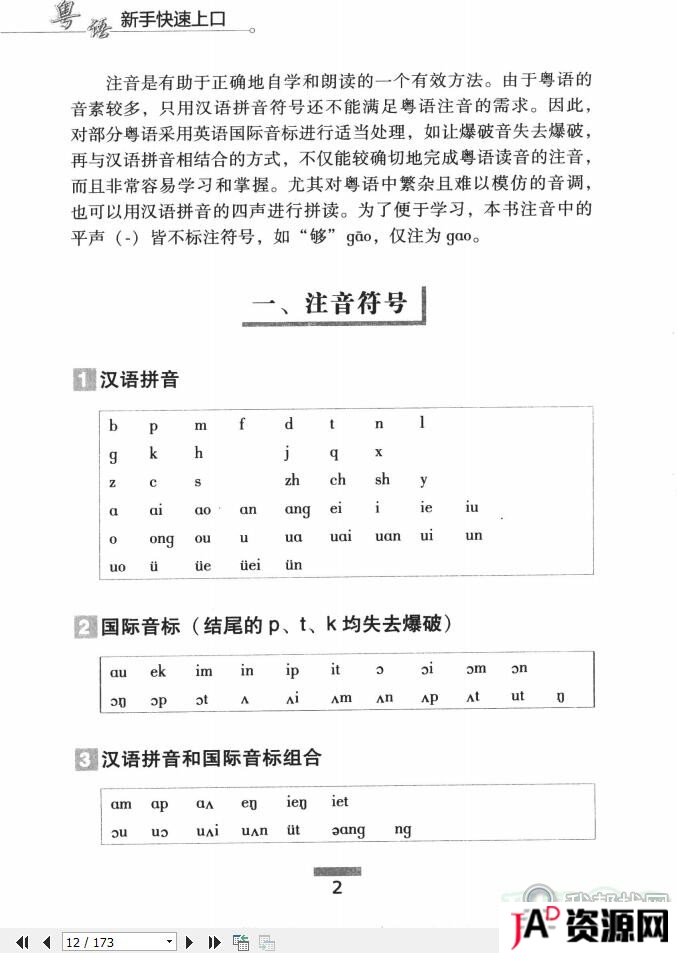 粤语 新手快速上口
注音是有助于正确地自学和朗读的一个有效方法。由于粤语的
音素较多，只用汉语拼音符号还不能满足粤语注音的需求。因此，
对部分粤语采用英语国际音标进行适当处理，如让爆破音失去爆破，
再与汉语拼音相结合的方式，不仅能较确切地完成粤语读音的注音，
而且非常容易学习和掌握。尤其对粤语中繁杂且难以模仿的音调，
也可以用汉语拼音的四声进行拼读。为了便于学习，本书注音中的
平声（-）皆不标注符号，如“够”gāo，仅注为 gao。
一、注音符号
1 汉语拼音
b p m f d t n l
g k h j q x
z c s zh ch sh y
a ai ao an ang ei i ie iu
o ong ou u ua uai uan ui un
uo ü üe üei ün
2 国际音标（结尾的 p、t、k 均失去爆破）
au ek im in ip it ɔ ɔi ɔm ɔn
ɔŋ ɔp ɔt ʌ ʌi ʌm ʌn ʌp ʌt ut ŋ
3 汉语拼音和国际音标组合
am ap aʌ eŋ ieŋ iet
ɔu uɔ uʌi uʌn üt əang ng
2
JAD资源网
12 / 173